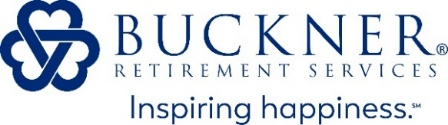 BUCKNER®
RETIREMENT SERVICES
Inspiring happiness.℠